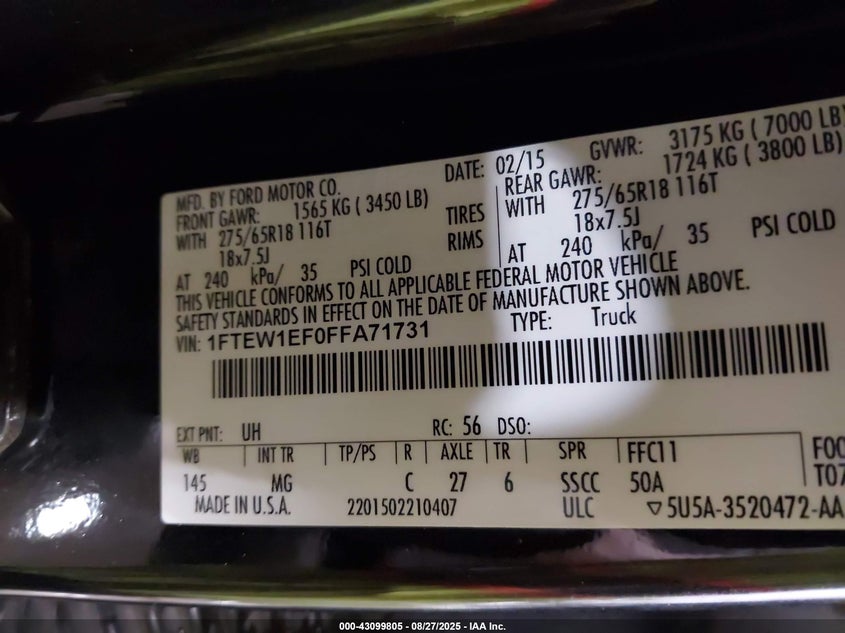 MFD. BY FORD MOTOR CO.
DATE: 02/15
GVWR: 3175 KG ( 7000 LB)
FRONT GAWR: 1565 KG ( 3450 LB)
REAR GAWR: 1724 KG ( 3800 LB)
WITH 275/65R18 116T
TIRES
WITH 275/65R18 116T
18x7.5J
RIMS
18x7.5J
AT 240 kPa/ 35 PSI COLD
AT 240 kPa/ 35 PSI COLD
THIS VEHICLE CONFORMS TO ALL APPLICABLE FEDERAL MOTOR VEHICLE
SAFETY STANDARDS IN EFFECT ON THE DATE OF MANUFACTURE SHOWN ABOVE.
VIN: 1FTEW1EF0FFA71731
TYPE: Truck
EXT PNT: UH RC: 56 DSO:
WB INT TR TP/PS R AXLE TR SPR FFC11
145 MG C 27 6 SSCC 50A
MADE IN U.S.A. 2201502210407 ULC ▽5U5A-3520472-AA
000-43099805 - 08/27/2025 - IAA Inc.